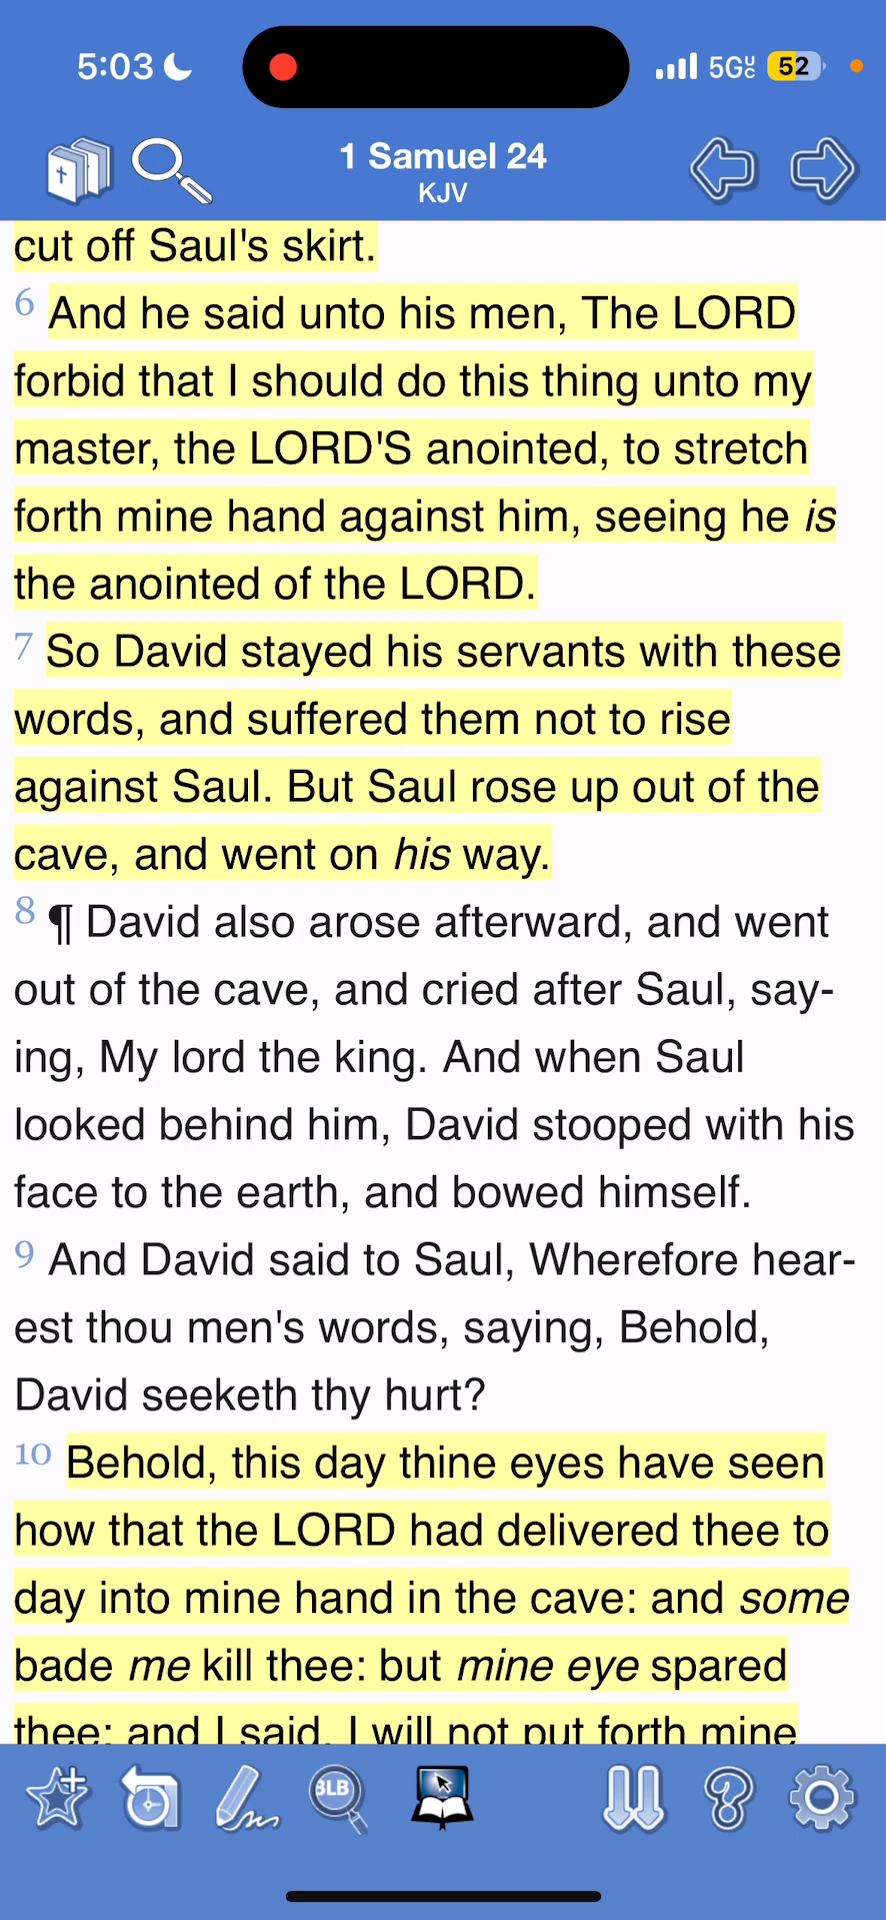 5:03
5G
52
1 Samuel 24
KJV
cut off Saul's skirt.
6 And he said unto his men, The LORD
forbid that I should do this thing unto my
master, the LORD'S anointed, to stretch
forth mine hand against him, seeing he is
the anointed of the LORD.
7 So David stayed his servants with these
words, and suffered them not to rise
against Saul. But Saul rose up out of the
cave, and went on his way.
8 ¶ David also arose afterward, and went
out of the cave, and cried after Saul, say-
ing, My lord the king. And when Saul
looked behind him, David stooped with his
face to the earth, and bowed himself.
9 And David said to Saul, Wherefore hear-
est thou men's words, saying, Behold,
David seeketh thy hurt?
10 Behold, this day thine eyes have seen
how that the LORD had delivered thee to
day into mine hand in the cave: and some
bade me kill thee: but mine eye spared
thee; and I said, I will not put forth mine
BLB